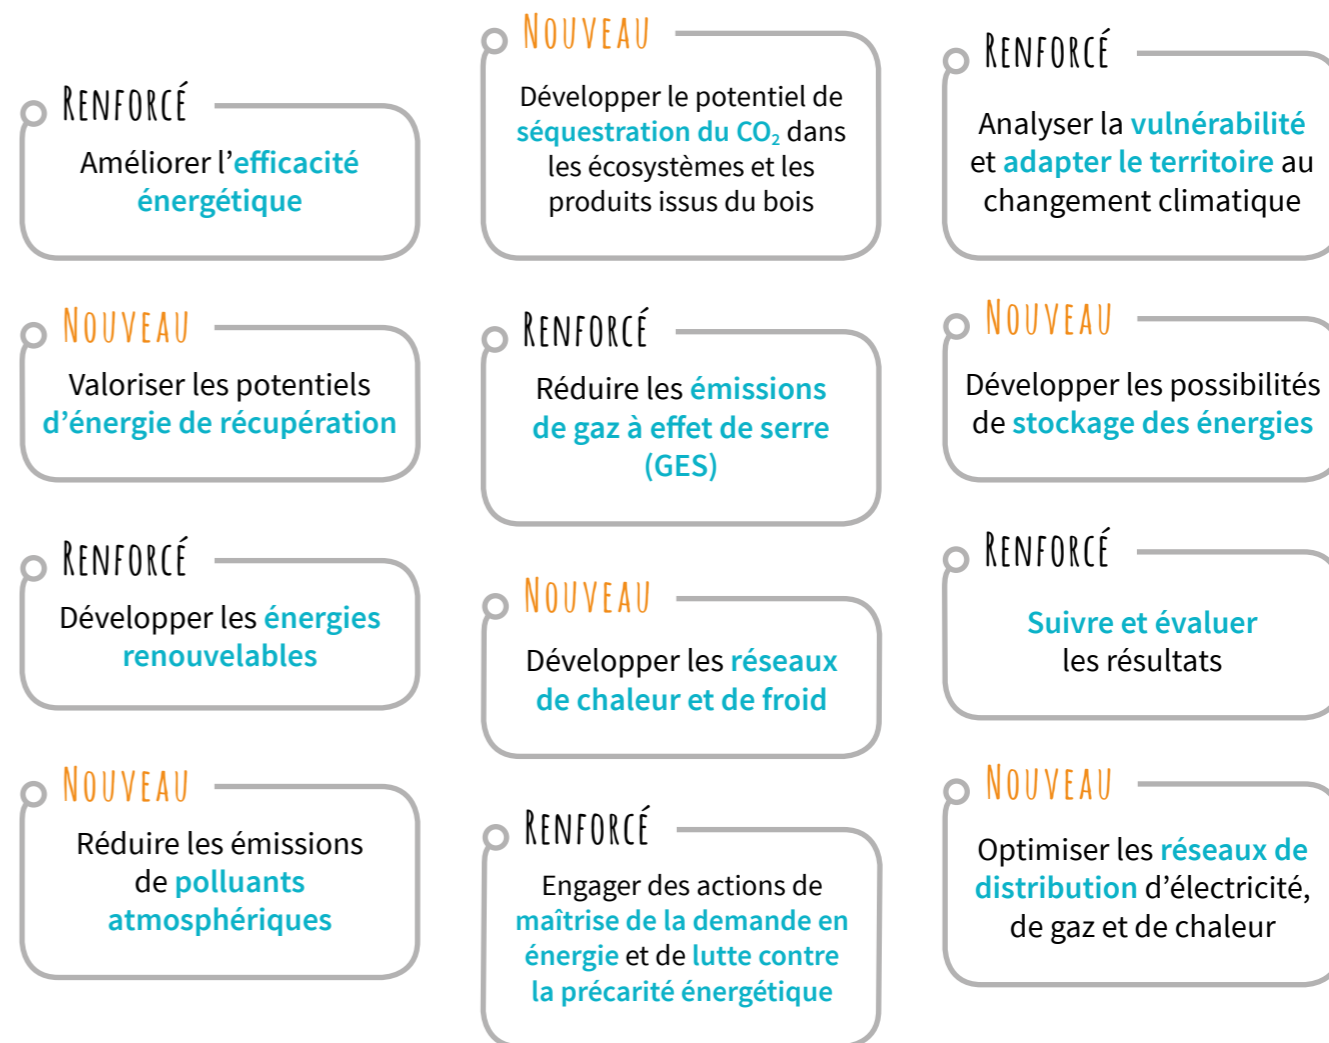 Renforcé
Améliorer l’efficacité
énergétique
Nouveau
Valoriser les potentiels
d’énergie de récupération
Renforcé
Développer les énergies
renouvelables
Nouveau
Réduire les émissions
de polluants
atmosphériques
Nouveau
Développer le potentiel de
séquestration du CO₂ dans
les écosystèmes et les
produits issus du bois
Renforcé
Réduire les émissions
de gaz à effet de serre
(GES)
Nouveau
Développer les réseaux
de chaleur et de froid
Renforcé
Engager des actions de
maîtrise de la demande en
énergie et de lutte contre
la précarité énergétique
Renforcé
Analyser la vulnérabilité
et adapter le territoire au
changement climatique
Nouveau
Développer les possibilités
de stockage des énergies
Renforcé
Suivre et évaluer
les résultats
Nouveau
Optimiser les réseaux de
distribution d’électricité,
de gaz et de chaleur